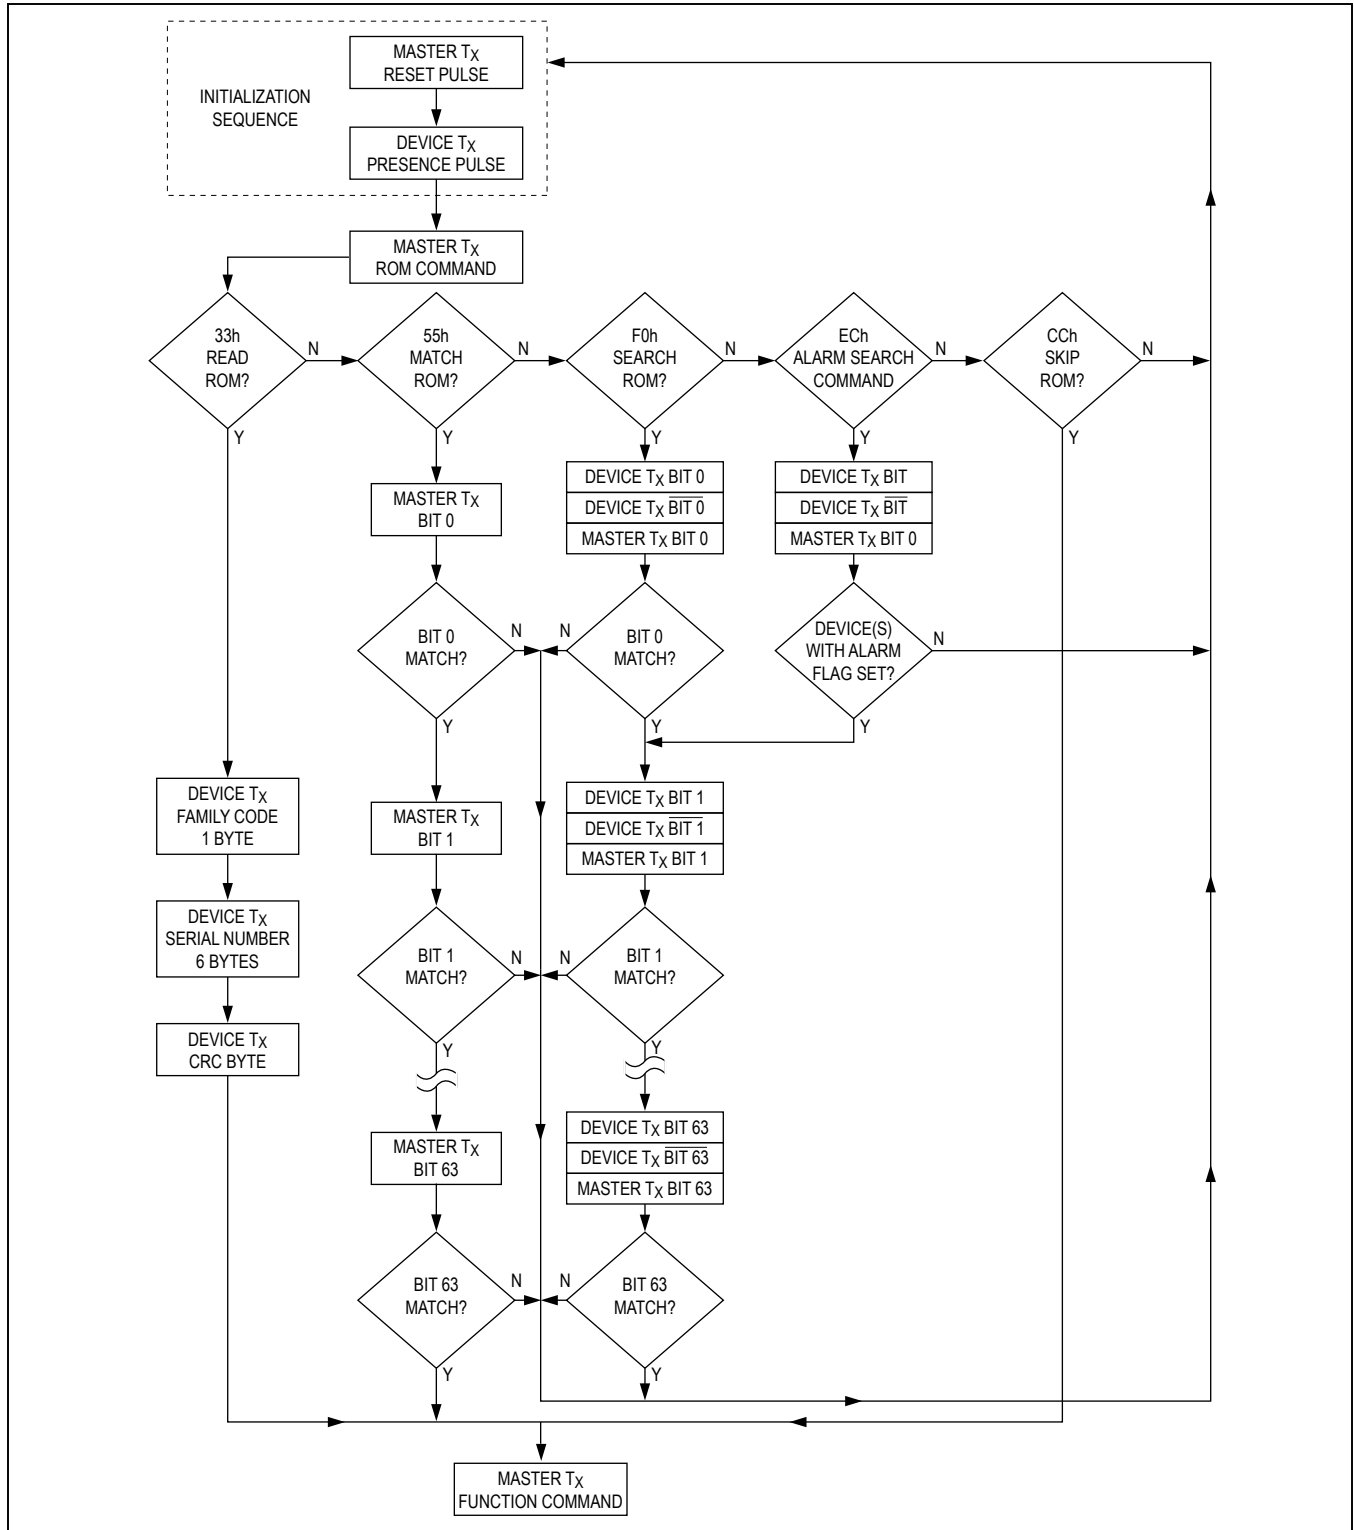 MASTER TX
RESET PULSE
INITIALIZATION
SEQUENCE
DEVICE TX
PRESENCE PULSE
MASTER TX
ROM COMMAND
33h
READ
ROM?
N
Y
55h
MATCH
ROM?
N
Y
F0h
SEARCH
ROM?
N
Y
ECh
ALARM SEARCH
COMMAND
N
Y
CCh
SKIP
ROM?
N
Y
MASTER TX
BIT 0
DEVICE TX BIT 0
DEVICE TX BIT 0
MASTER TX BIT 0
DEVICE TX BIT
DEVICE TX BIT
MASTER TX BIT 0
BIT 0
MATCH?
N
Y
N
BIT 0
MATCH?
Y
DEVICE(S)
WITH ALARM
FLAG SET?
N
Y
DEVICE TX
FAMILY CODE
1 BYTE
MASTER TX
BIT 1
DEVICE TX BIT 1
DEVICE TX BIT 1
MASTER TX BIT 1
DEVICE TX
SERIAL NUMBER
6 BYTES
BIT 1
MATCH?
N
Y
N
BIT 1
MATCH?
Y
DEVICE TX
CRC BYTE
MASTER TX
BIT 63
DEVICE TX BIT 63
DEVICE TX BIT 63
MASTER TX BIT 63
BIT 63
MATCH?
N
Y
N
BIT 63
MATCH?
Y
MASTER TX
FUNCTION COMMAND